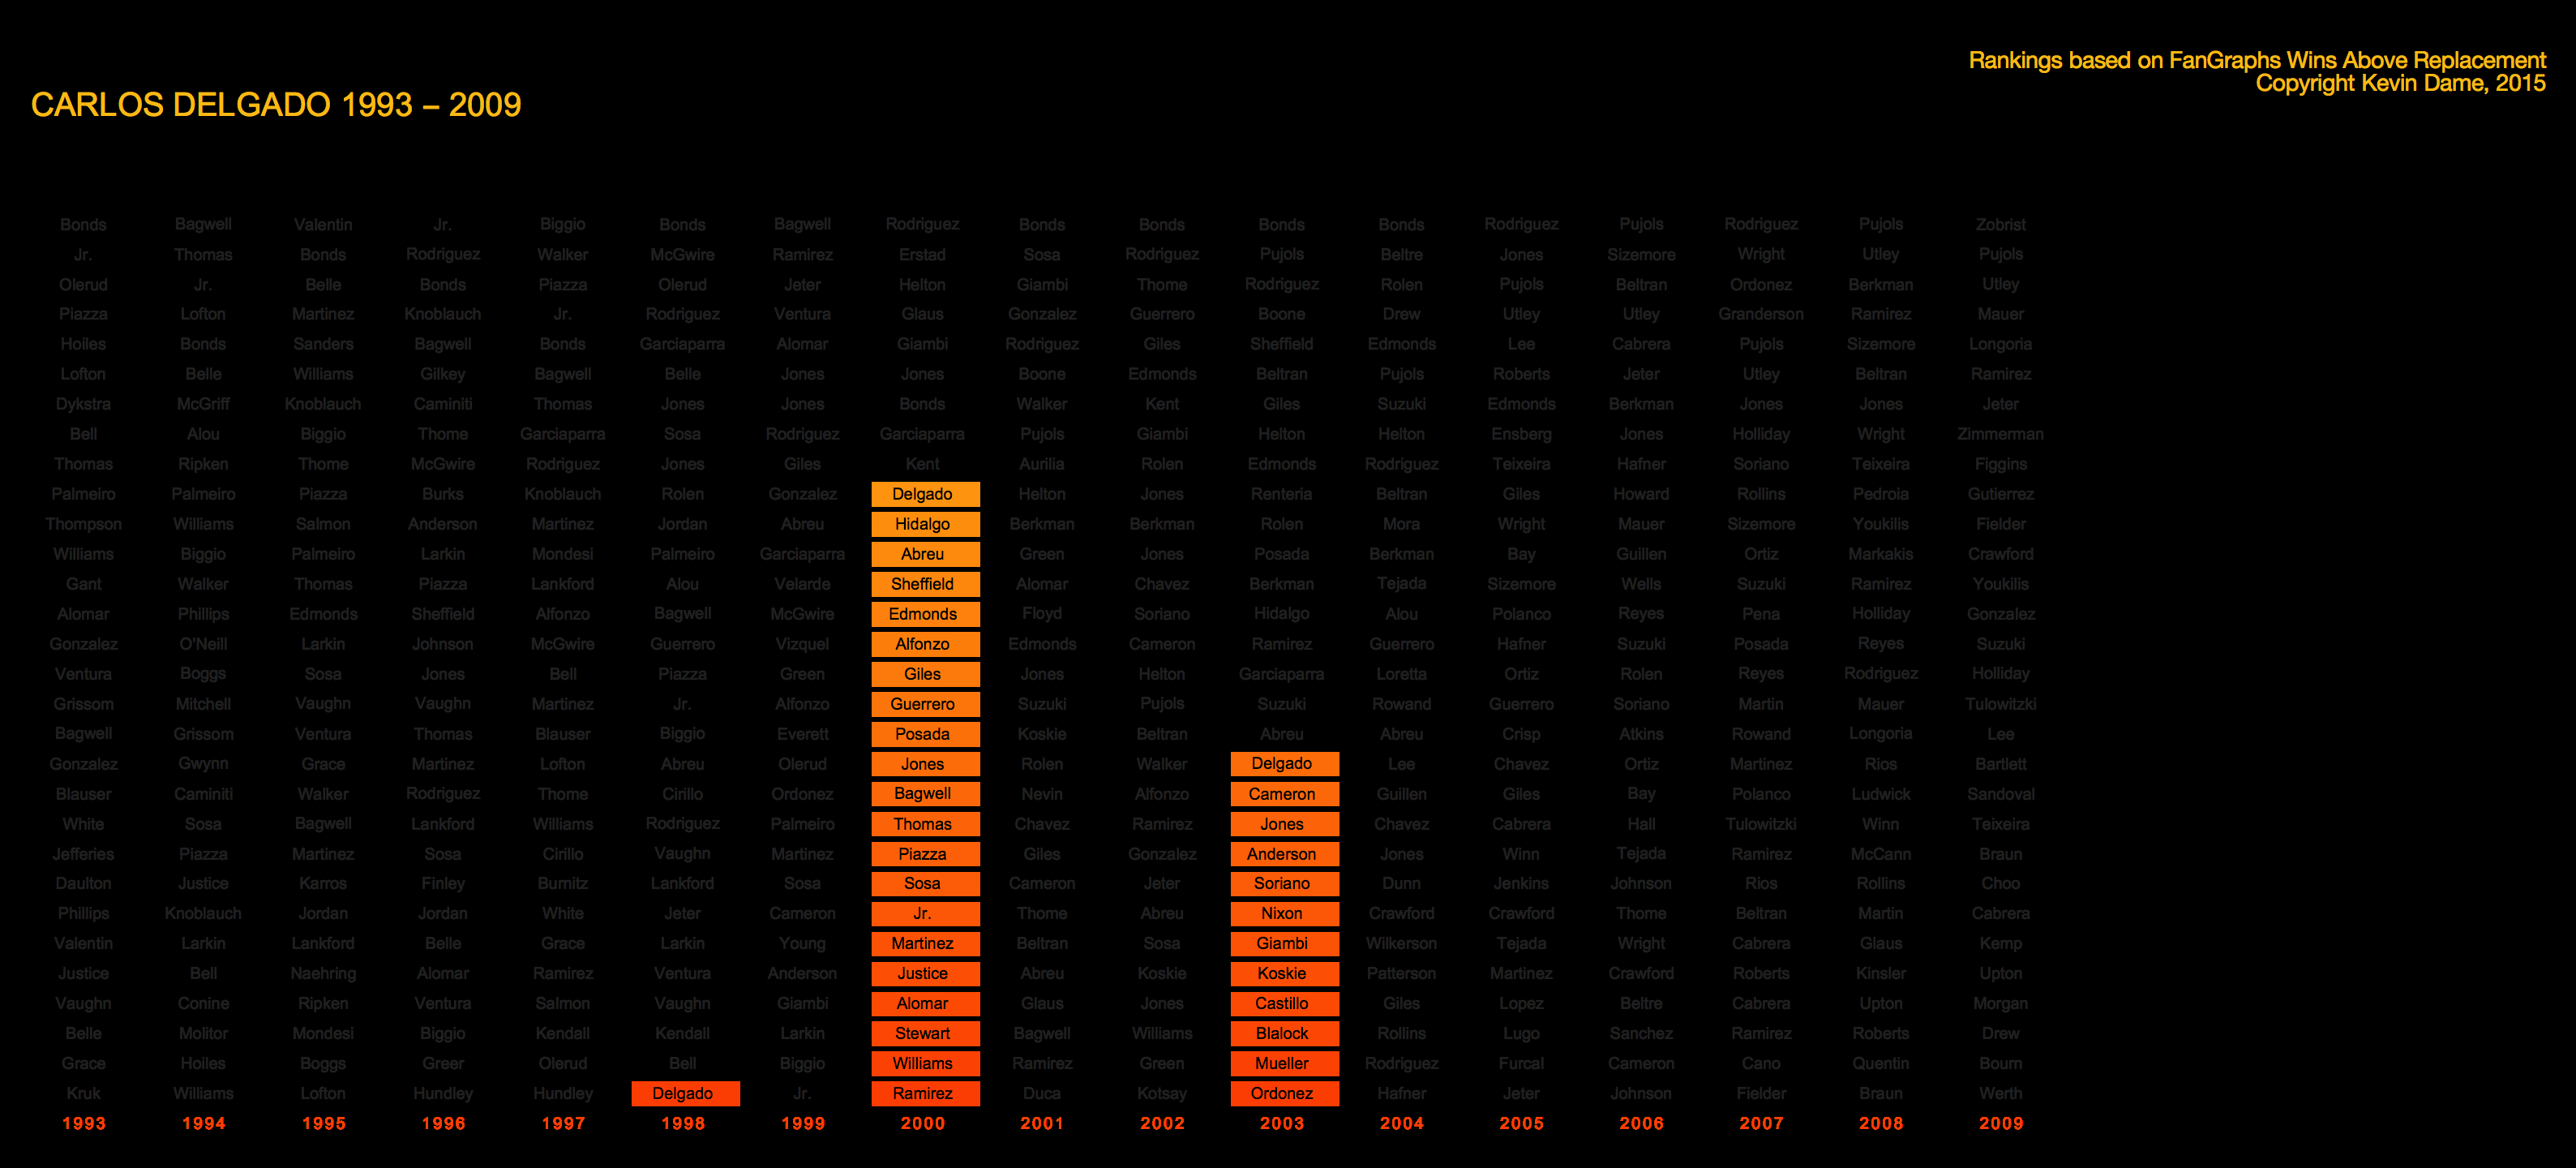 Rankings based on FanGraphs Wins Above Replacement
Copyright Kevin Dame, 2015
CARLOS DELGADO 1993 – 2009
Bonds Bagwell Valentin Jr. Biggio Bonds Bagwell Rodriguez Bonds Bonds Bonds Bonds Rodriguez Pujols Rodriguez Pujols Zobrist
Jr. Thomas Bonds Rodriguez Walker McGwire Ramirez Erstad Sosa Rodriguez Pujols Beltre Jones Sizemore Wright Utley Pujols
Olerud Jr. Belle Bonds Piazza Olerud Jeter Helton Giambi Thome Rodriguez Rolen Pujols Beltran Ordonez Berkman Utley
Piazza Lofton Martinez Knoblauch Jr. Rodriguez Ventura Glaus Gonzalez Guerrero Boone Drew Utley Utley Granderson Ramirez Mauer
Hoiles Bonds Sanders Bagwell Bonds Garciaparra Alomar Giambi Rodriguez Giles Sheffield Edmonds Lee Cabrera Pujols Sizemore Longoria
Lofton Belle Williams Gilkey Bagwell Belle Jones Jones Boone Edmonds Beltran Pujols Roberts Jeter Utley Beltran Ramirez
Dykstra McGriff Knoblauch Caminiti Thomas Jones Jones Bonds Walker Kent Giles Suzuki Edmonds Berkman Jones Jones Jeter
Bell Alou Biggio Thome Garciaparra Sosa Rodriguez Garciaparra Pujols Giambi Helton Helton Ensberg Jones Holliday Wright Zimmerman
Thomas Ripken Thome McGwire Rodriguez Jones Giles Kent Aurilia Rolen Edmonds Rodriguez Teixeira Hafner Soriano Teixeira Figgins
Palmeiro Palmeiro Piazza Burks Knoblauch Rolen Gonzalez Delgado Helton Jones Renteria Beltran Giles Howard Rollins Pedroia Gutierrez
Thompson Williams Salmon Anderson Martinez Jordan Abreu Hidalgo Berkman Berkman Rolen Mora Wright Mauer Sizemore Youkilis Fielder
Williams Biggio Palmeiro Larkin Mondesi Palmeiro Garciaparra Abreu Green Jones Posada Berkman Bay Guillen Ortiz Markakis Crawford
Gant Walker Thomas Piazza Lankford Alou Velarde Sheffield Alomar Chavez Berkman Tejada Sizemore Wells Suzuki Ramirez Youkilis
Alomar Phillips Edmonds Sheffield Alfonzo Bagwell McGwire Edmonds Floyd Soriano Hidalgo Alou Polanco Reyes Pena Holliday Gonzalez
Gonzalez O'Neill Larkin Johnson McGwire Guerrero Vizquel Alfonzo Edmonds Cameron Ramirez Guerrero Hafner Suzuki Posada Reyes Suzuki
Ventura Boggs Sosa Jones Bell Piazza Green Giles Jones Helton Garciaparra Loretta Ortiz Rolen Reyes Rodriguez Holliday
Grissom Mitchell Vaughn Vaughn Martinez Jr. Alfonzo Guerrero Suzuki Pujols Suzuki Rowand Guerrero Soriano Martin Mauer Tulowitzki
Bagwell Grissom Ventura Thomas Blauser Biggio Everett Posada Koskie Beltran Abreu Abreu Crisp Atkins Rowand Longoria Lee
Gonzalez Gwynn Grace Martinez Lofton Abreu Olerud Jones Rolen Walker Delgado Lee Chavez Ortiz Martinez Rios Bartlett
Blauser Caminiti Walker Rodriguez Thome Cirillo Ordonez Bagwell Nevin Alfonzo Cameron Guillen Giles Bay Polanco Ludwick Sandoval
White Sosa Bagwell Lankford Williams Rodriguez Palmeiro Thomas Chavez Ramirez Jones Chavez Cabrera Hall Tulowitzki Winn Teixeira
Jefferies Piazza Martinez Sosa Cirillo Vaughn Martinez Piazza Giles Gonzalez Anderson Jones Winn Tejada Ramirez McCann Braun
Daulton Justice Karros Finley Burnitz Lankford Sosa Sosa Cameron Jeter Soriano Dunn Jenkins Johnson Rios Rollins Choo
Phillips Knoblauch Jordan Jordan White Jeter Cameron Jr. Thome Abreu Nixon Crawford Crawford Thome Beltran Martin Cabrera
Valentin Larkin Lankford Belle Grace Larkin Young Martinez Beltran Sosa Giambi Wilkerson Tejada Wright Cabrera Glaus Kemp
Justice Bell Naehring Alomar Ramirez Ventura Anderson Justice Abreu Koskie Koskie Patterson Martinez Crawford Roberts Kinsler Upton
Vaughn Conine Ripken Ventura Salmon Vaughn Giambi Alomar Glaus Jones Castillo Giles Lopez Beltre Cabrera Upton Morgan
Belle Molitor Mondesi Biggio Kendall Kendall Larkin Stewart Bagwell Williams Blalock Rollins Lugo Sanchez Ramirez Roberts Drew
Grace Hoiles Boggs Greer Olerud Bell Biggio Williams Ramirez Green Mueller Rodriguez Furcal Cameron Cano Quentin Bourn
Kruk Williams Lofton Hundley Hundley Delgado Jr. Ramirez Duca Kotsay Ordonez Hafner Jeter Johnson Fielder Braun Werth
1993 1994 1995 1996 1997 1998 1999 2000 2001 2002 2003 2004 2005 2006 2007 2008 2009